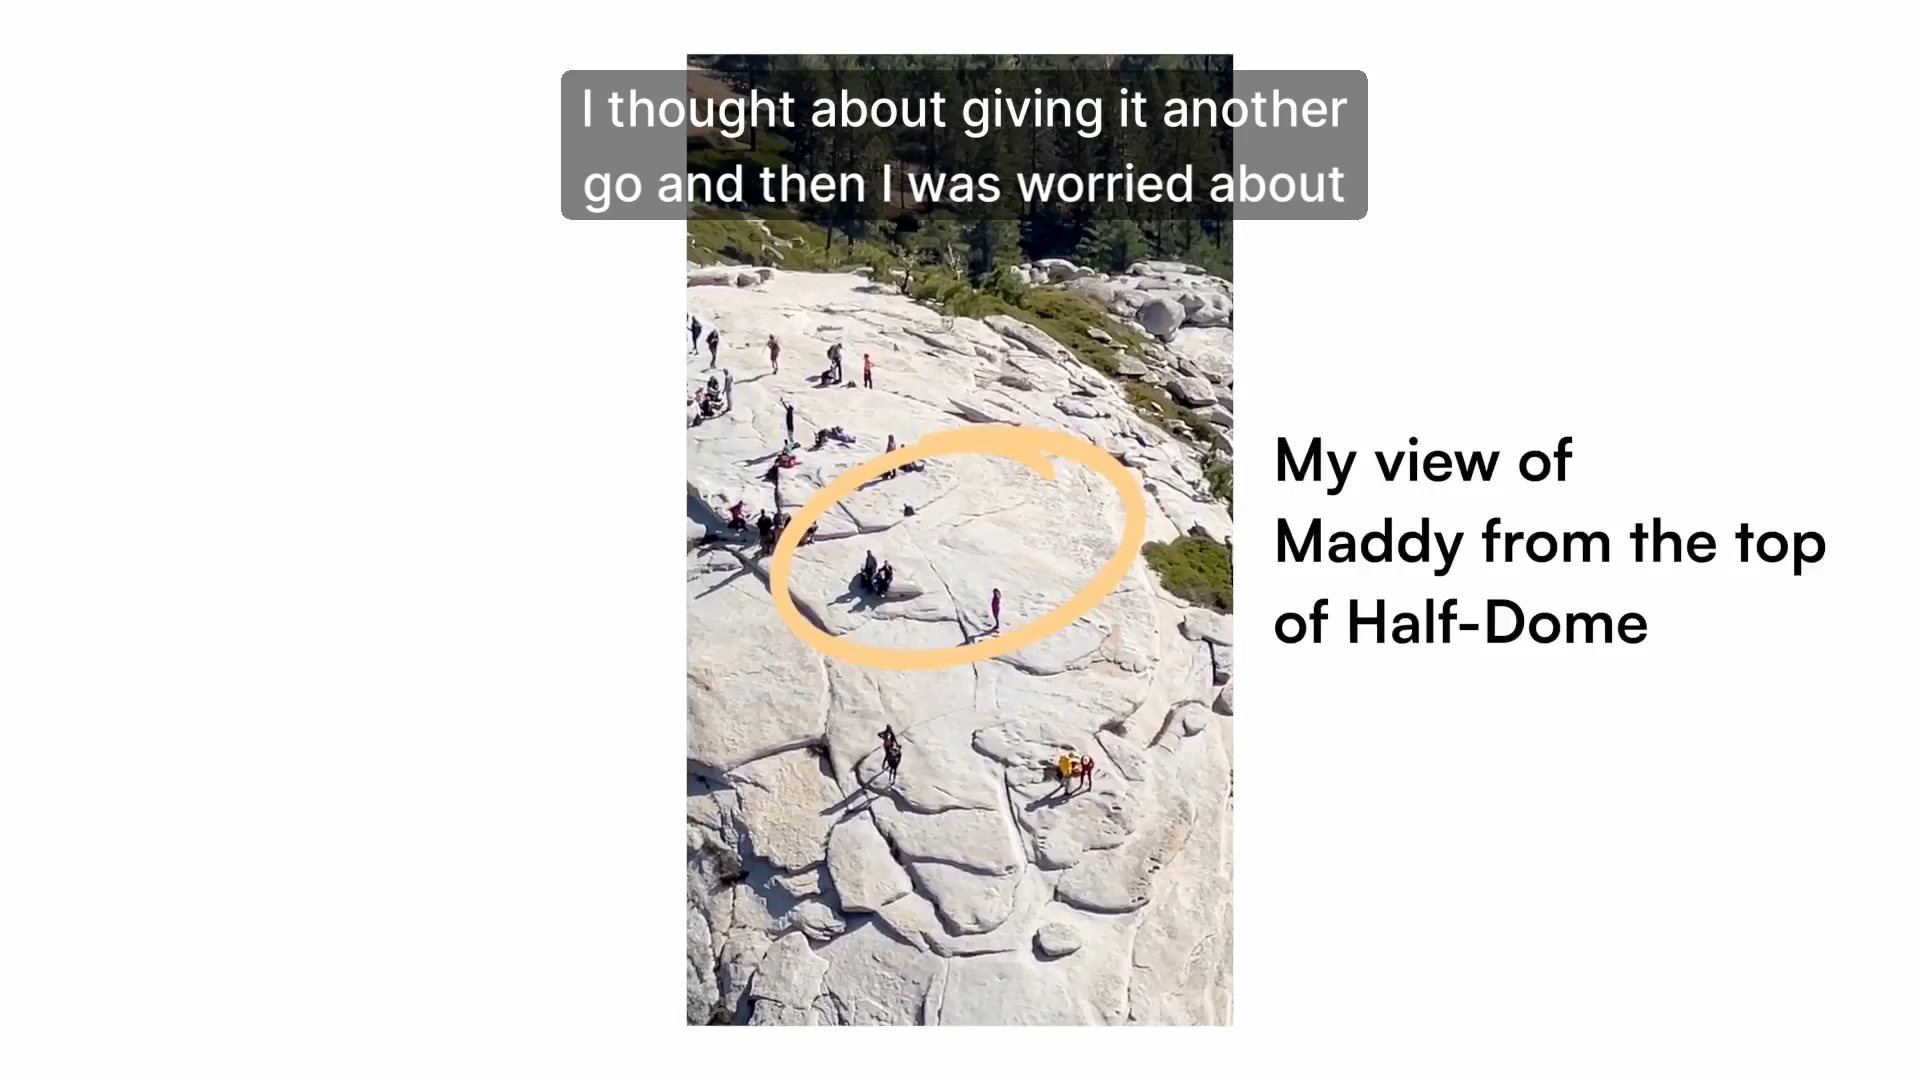 I thought about giving it another
go and then I was worried about
My view of
Maddy from the top
of Half-Dome